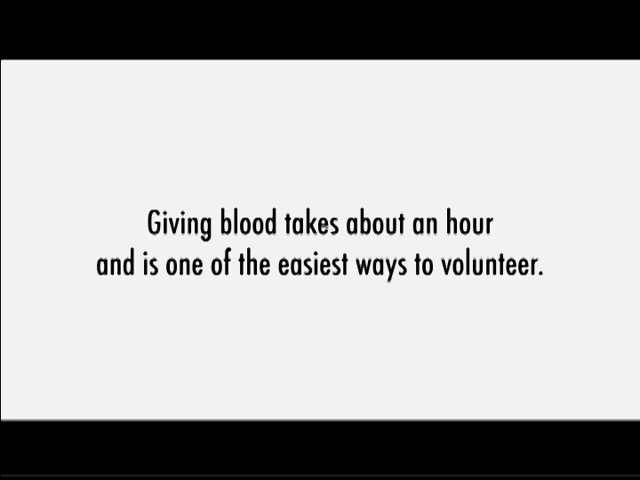 Giving blood takes about an hour
and is one of the easiest ways to volunteer.